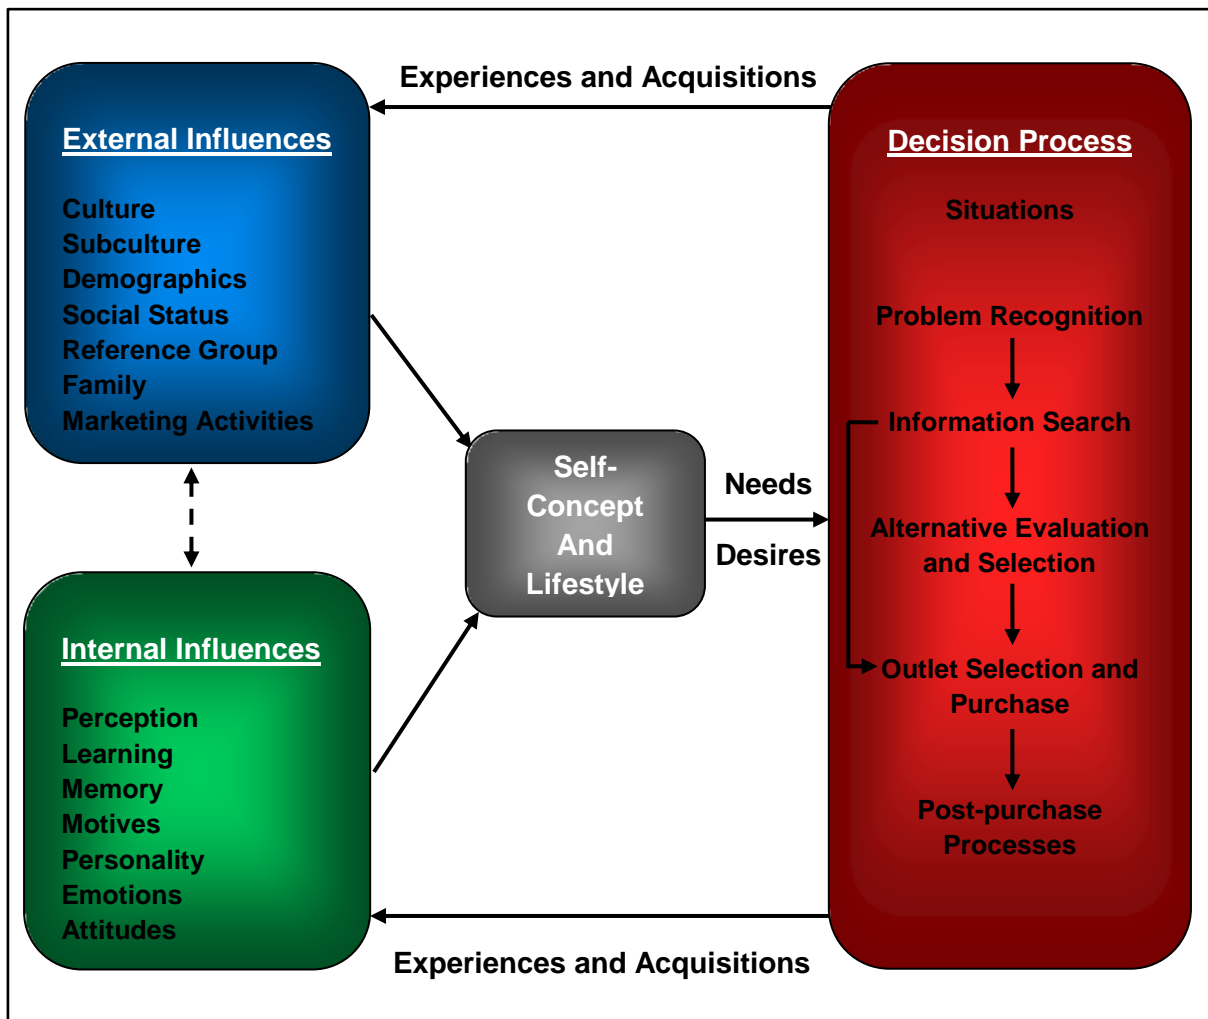 Experiences and Acquisitions
External Influences
Culture
Subculture
Demographics
Social Status
Reference Group
Family
Marketing Activities
Internal Influences
Perception
Learning
Memory
Motives
Personality
Emotions
Attitudes
Self-
Concept
And
Lifestyle
Needs
Desires
Decision Process
Situations
Problem Recognition
Information Search
Alternative Evaluation
and Selection
Outlet Selection and
Purchase
Post-purchase
Processes
Experiences and Acquisitions